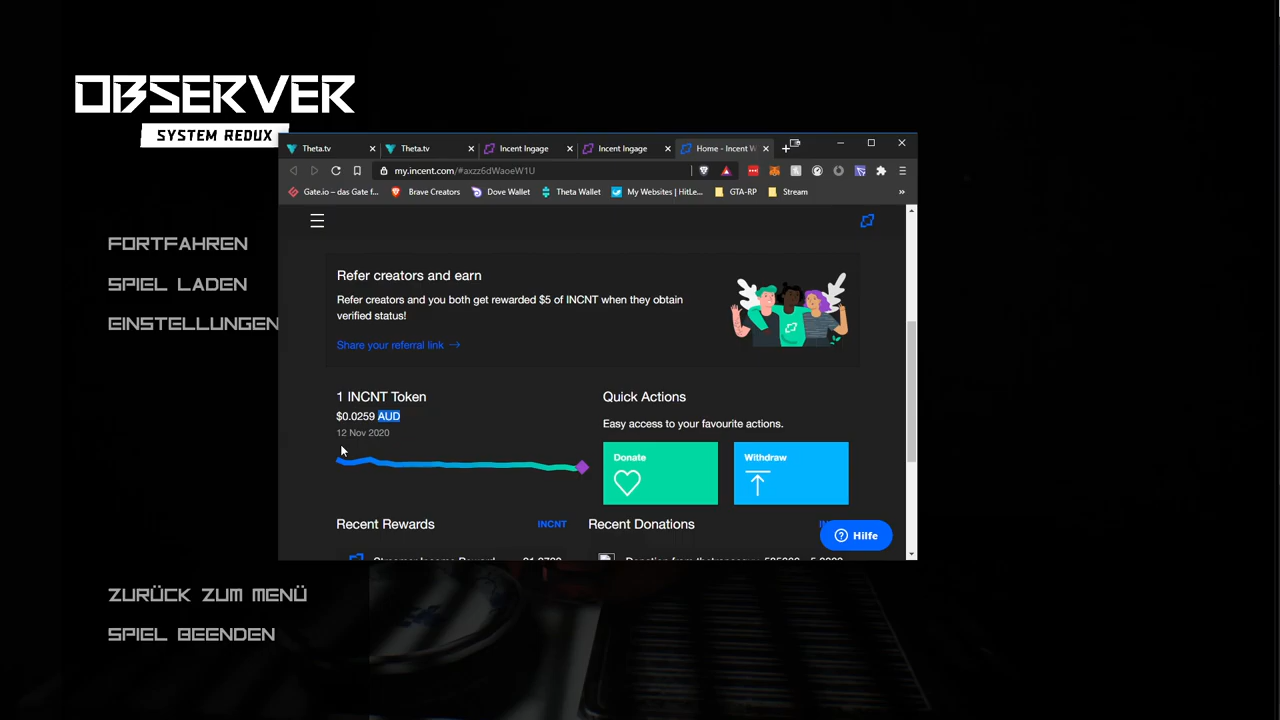 OBSERVER
SYSTEM REDUX
FORTFAHREN
SPIEL LADEN
EINSTELLUNGEN
ZURÜCK ZUM MENÜ
SPIEL BEENDEN
Theta.tv
Theta.tv
Incent Ingage
Incent Ingage
Home - Incent W
my.incent.com/#axzz6dWaoeW1U
Gate.io – das Gate f...
Brave Creators
Dove Wallet
Theta Wallet
My Websites | HitLe...
GTA-RP
Stream
Refer creators and earn
Refer creators and you both get rewarded $5 of INCNT when they obtain
verified status!
Share your referral link
1 INCNT Token
$0.0259 AUD
12 Nov 2020
Quick Actions
Easy access to your favourite actions.
Donate
Withdraw
Recent Rewards
INCNT
Recent Donations
Hilfe